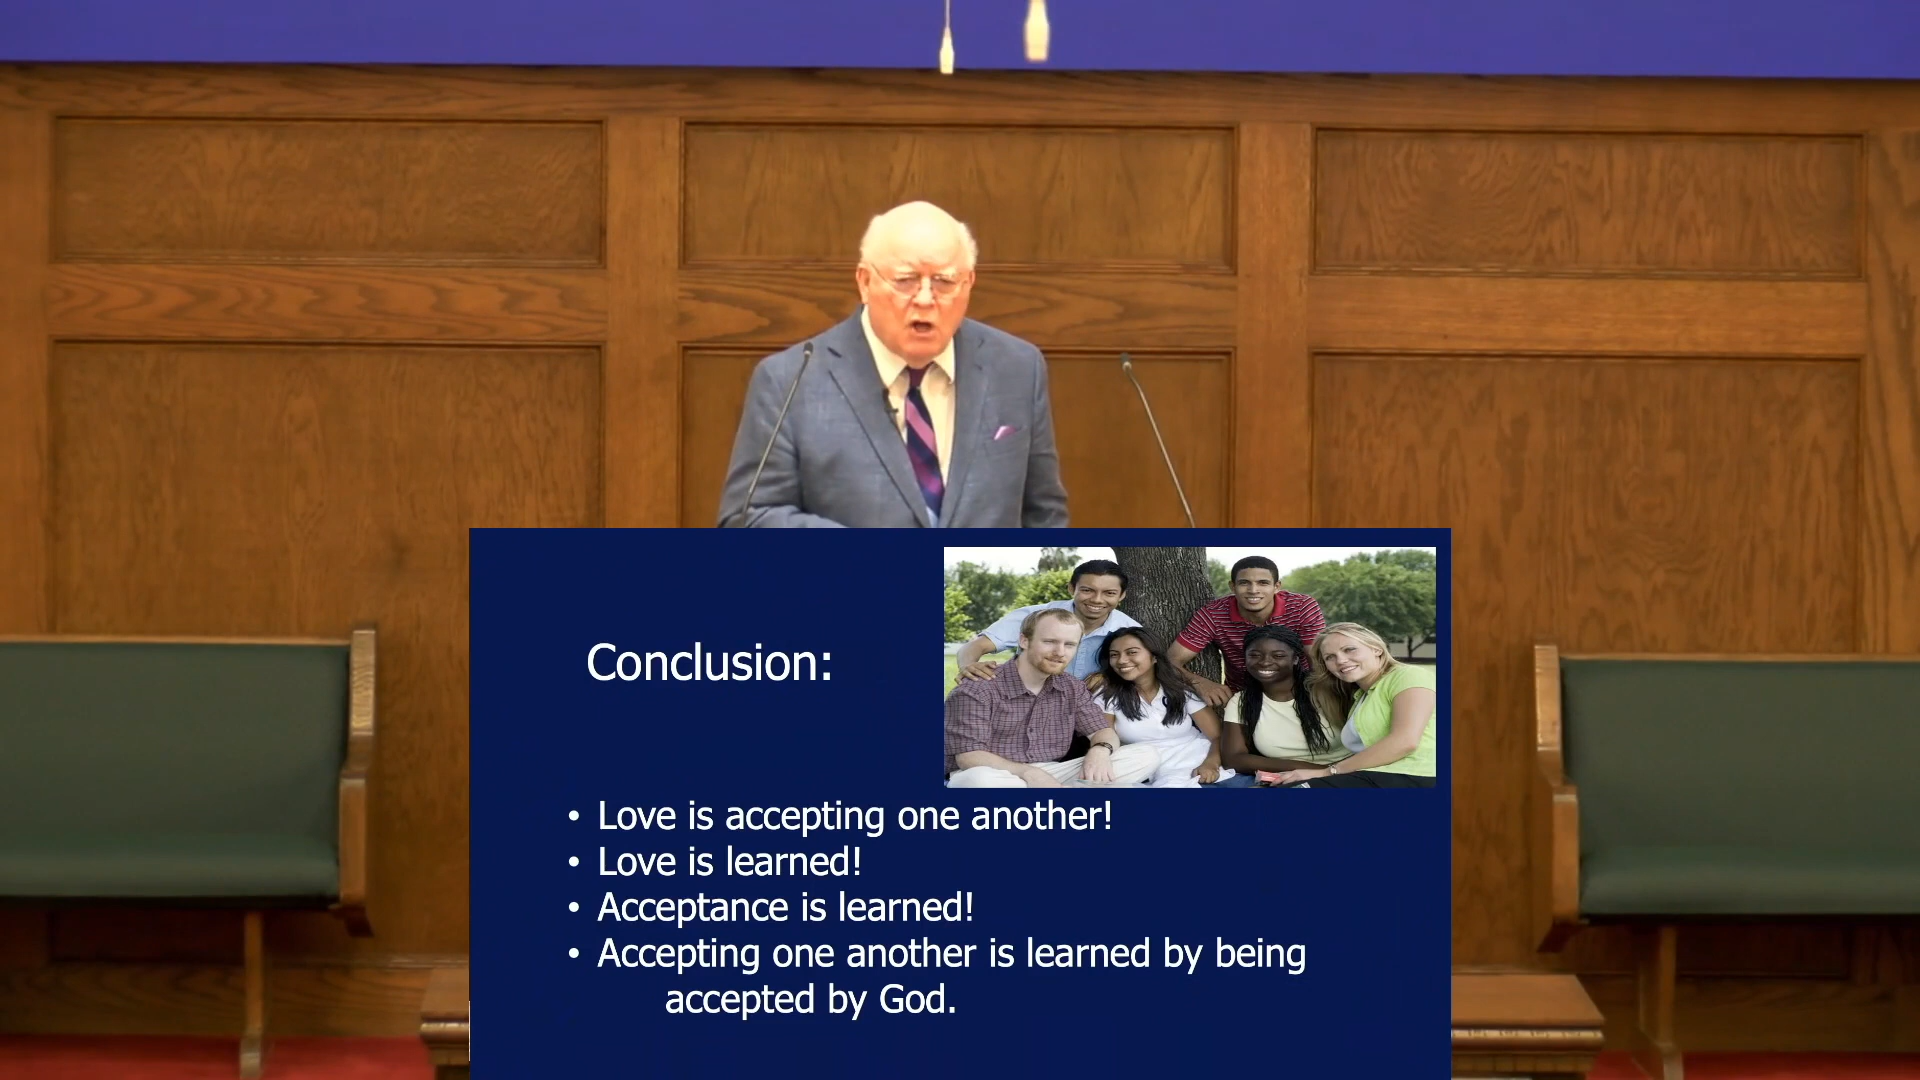 Conclusion:
• Love is accepting one another!
• Love is learned!
• Acceptance is learned!
• Accepting one another is learned by being
accepted by God.